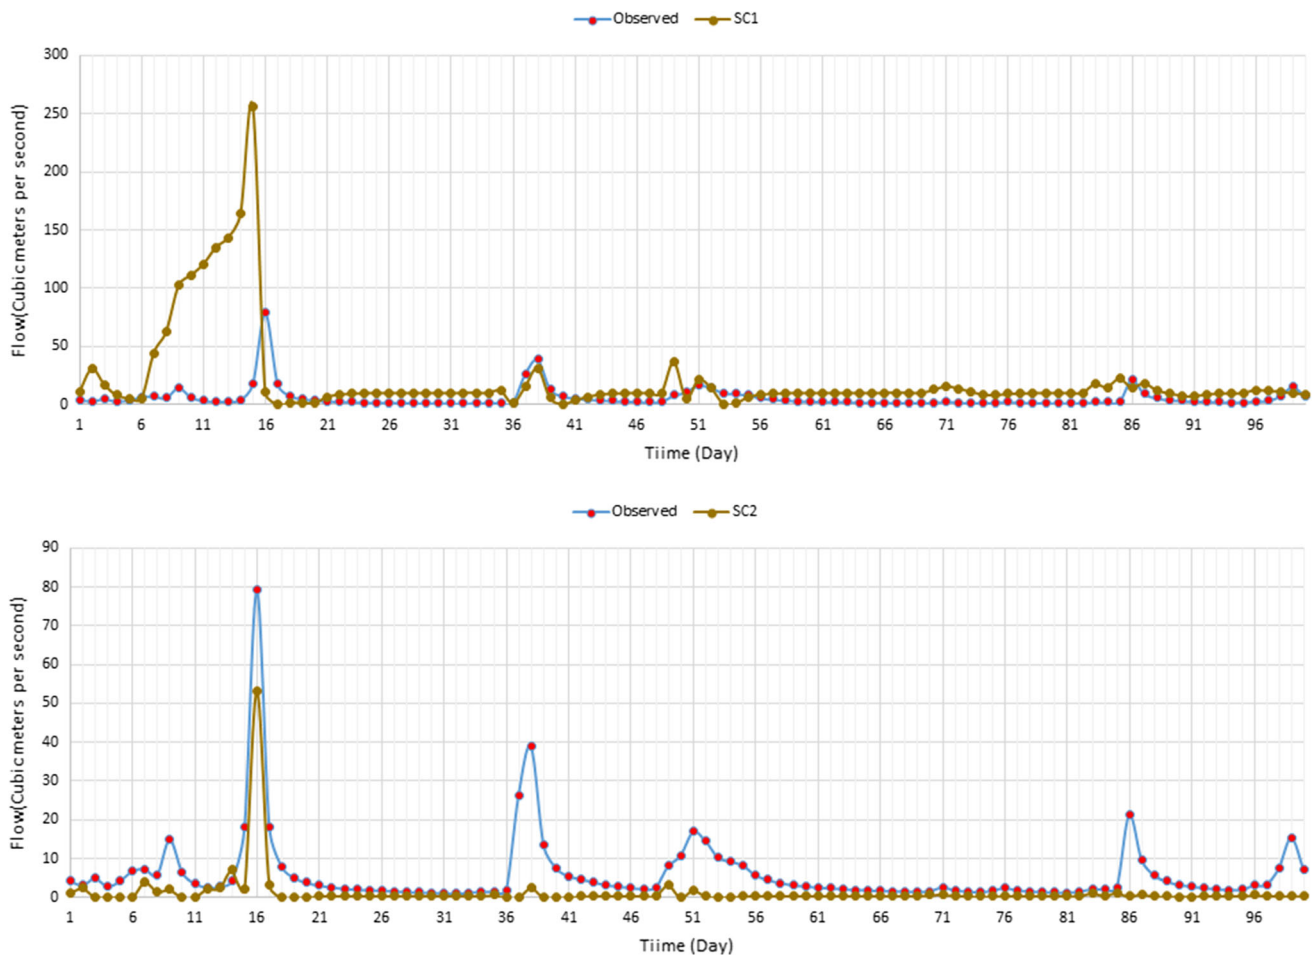 Observed SC1
300
250
200
150
100
50
0
Flow(Cubic meters per second)
1 6 11 16 21 26 31 36 41 46 51 56 61 66 71 76 81 86 91 96
Tiime (Day)
Observed SC2
90
80
70
60
50
40
30
20
10
0
Flow(Cubic meters per second)
1 6 11 16 21 26 31 36 41 46 51 56 61 66 71 76 81 86 91 96
Tiime (Day)